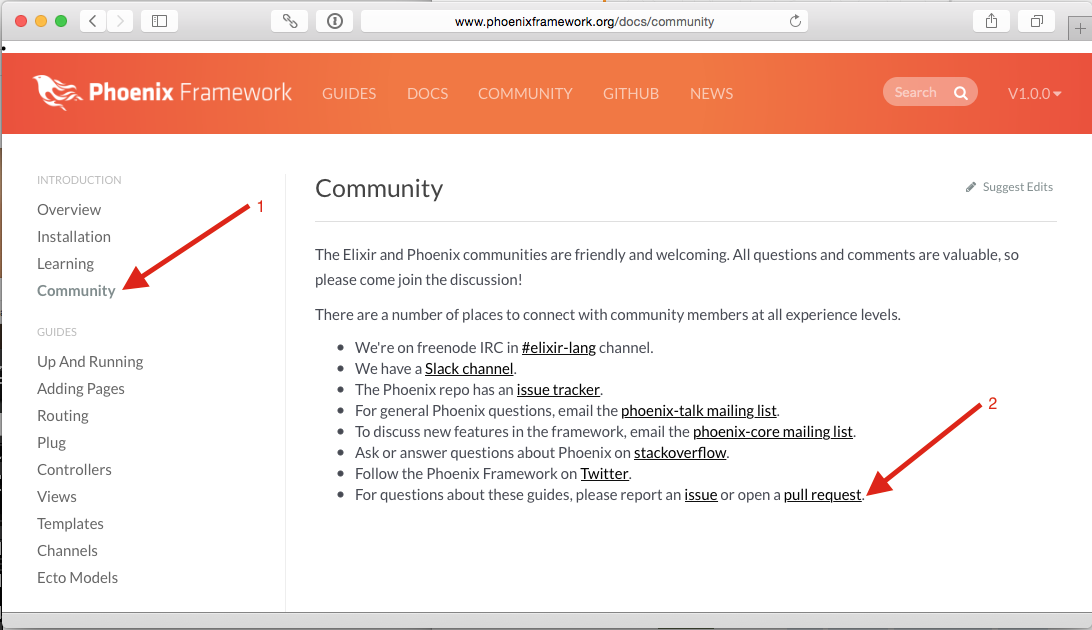 www.phoenixframework.org/docs/community
Phoenix Framework GUIDES DOCS COMMUNITY GITHUB NEWS Search V1.0.0
INTRODUCTION
Overview
Installation
Learning
Community
GUIDES
Up And Running
Adding Pages
Routing
Plug
Controllers
Views
Templates
Channels
Ecto Models
1
Community
Suggest Edits
The Elixir and Phoenix communities are friendly and welcoming. All questions and comments are valuable, so
please come join the discussion!
There are a number of places to connect with community members at all experience levels.
• We're on freenode IRC in #elixir-lang channel.
• We have a Slack channel.
• The Phoenix repo has an issue tracker.
• For general Phoenix questions, email the phoenix-talk mailing list.
• To discuss new features in the framework, email the phoenix-core mailing list.
• Ask or answer questions about Phoenix on stackoverflow.
• Follow the Phoenix Framework on Twitter.
• For questions about these guides, please report an issue or open a pull request.
2